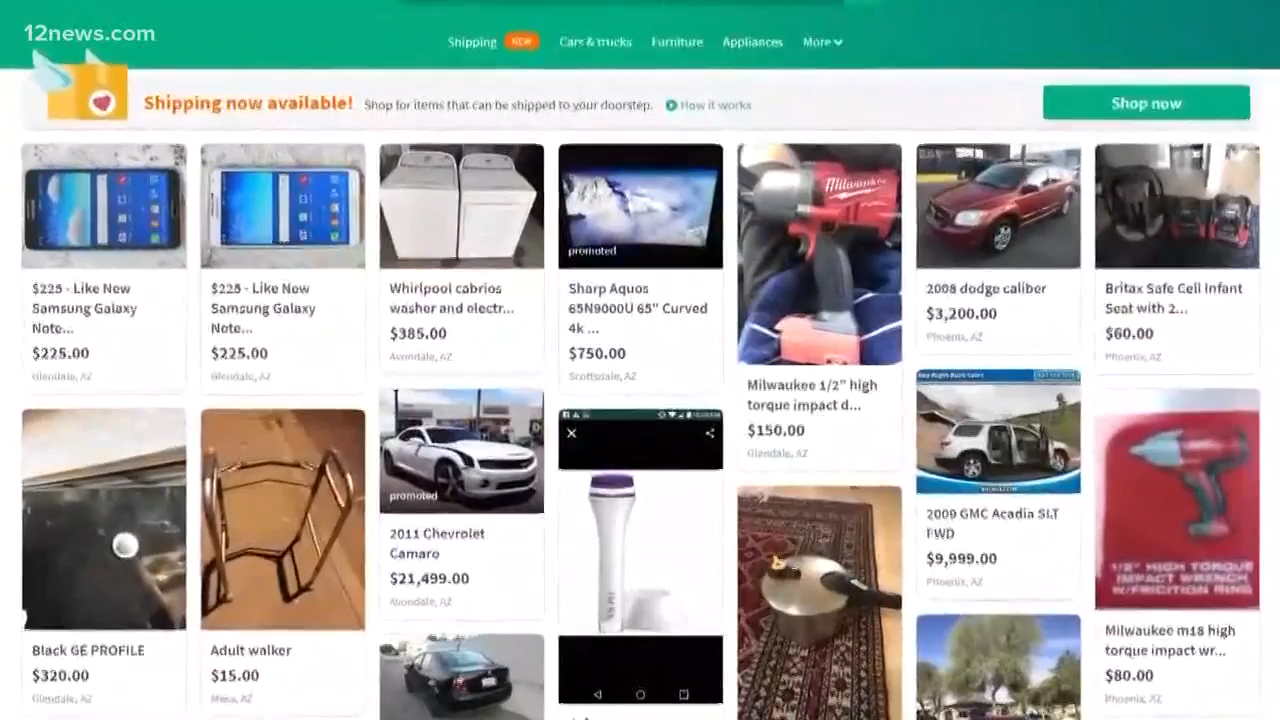 12news.com
Shipping NEW Cars & trucks Furniture Appliances More
Shipping now available! Shop for items that can be shipped to your doorstep. How it works
Shop now
$225 - Like New
Samsung Galaxy
Note...
$225.00
Glendale, AZ
$225 - Like New
Samsung Galaxy
Note...
$225.00
Glendale, AZ
Whirlpool cabrios
washer and electr...
$385.00
Avondale, AZ
promoted
Sharp Aquos
65N9000U 65" Curved
4k ...
$750.00
Scottsdale, AZ
Milwaukee
Milwaukee 1/2" high
torque impact d...
$150.00
Glendale, AZ
2008 dodge caliber
$3,200.00
Phoenix, AZ
Britax Safe Cell Infant
Seat with 2...
$60.00
Phoenix, AZ
Black GE PROFILE
$320.00
Glendale, AZ
Adult walker
$15.00
Mesa, AZ
promoted
2011 Chevrolet
Camaro
$21,499.00
Avondale, AZ
2009 GMC Acadia SLT
FWD
$9,999.00
Phoenix, AZ
1/2" HIGH TORQUE
IMPACT WRENCH
W/FRICTION RING
Milwaukee m18 high
torque impact wr...
$80.00
Phoenix, AZ